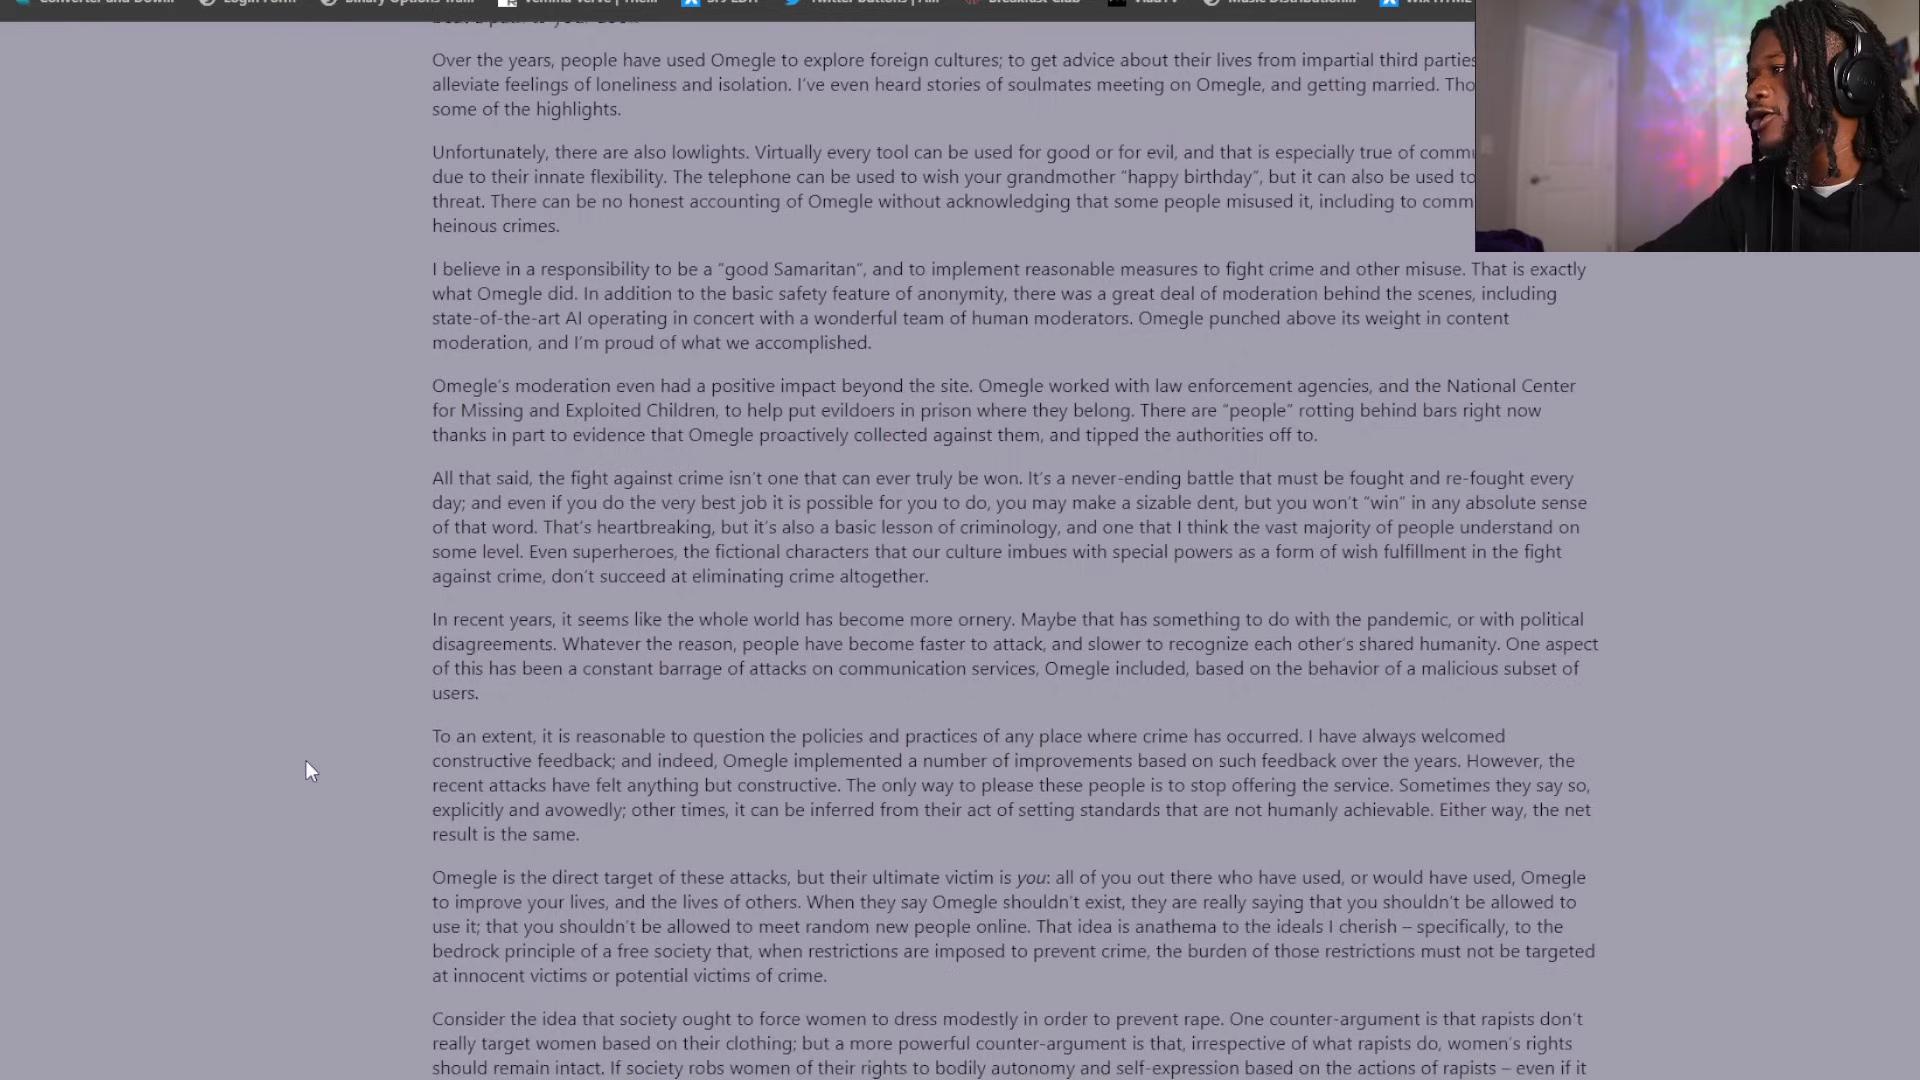 Converter and Dow...
Login Form
Binary Options Trai...
Twitter buttons | A...
Breakfast Club
Music Distribution...
Wix HTML
Over the years, people have used Omegle to explore foreign cultures; to get advice about their lives from impartial third parties
alleviate feelings of loneliness and isolation. I've even heard stories of soulmates meeting on Omegle, and getting married. Tho
some of the highlights.
Unfortunately, there are also lowlights. Virtually every tool can be used for good or for evil, and that is especially true of comm
due to their innate flexibility. The telephone can be used to wish your grandmother “happy birthday”, but it can also be used to
threat. There can be no honest accounting of Omegle without acknowledging that some people misused it, including to comm
heinous crimes.
I believe in a responsibility to be a “good Samaritan”, and to implement reasonable measures to fight crime and other misuse. That is exactly
what Omegle did. In addition to the basic safety feature of anonymity, there was a great deal of moderation behind the scenes, including
state-of-the-art AI operating in concert with a wonderful team of human moderators. Omegle punched above its weight in content
moderation, and I'm proud of what we accomplished.
Omegle's moderation even had a positive impact beyond the site. Omegle worked with law enforcement agencies, and the National Center
for Missing and Exploited Children, to help put evildoers in prison where they belong. There are “people” rotting behind bars right now
thanks in part to evidence that Omegle proactively collected against them, and tipped the authorities off to.
All that said, the fight against crime isn't one that can ever truly be won. It's a never-ending battle that must be fought and re-fought every
day; and even if you do the very best job it is possible for you to do, you may make a sizable dent, but you won't “win” in any absolute sense
of that word. That's heartbreaking, but it's also a basic lesson of criminology, and one that I think the vast majority of people understand on
some level. Even superheroes, the fictional characters that our culture imbues with special powers as a form of wish fulfillment in the fight
against crime, don't succeed at eliminating crime altogether.
In recent years, it seems like the whole world has become more ornery. Maybe that has something to do with the pandemic, or with political
disagreements. Whatever the reason, people have become faster to attack, and slower to recognize each other's shared humanity. One aspect
of this has been a constant barrage of attacks on communication services, Omegle included, based on the behavior of a malicious subset of
users.
To an extent, it is reasonable to question the policies and practices of any place where crime has occurred. I have always welcomed
constructive feedback; and indeed, Omegle implemented a number of improvements based on such feedback over the years. However, the
recent attacks have felt anything but constructive. The only way to please these people is to stop offering the service. Sometimes they say so,
explicitly and avowedly; other times, it can be inferred from their act of setting standards that are not humanly achievable. Either way, the net
result is the same.
Omegle is the direct target of these attacks, but their ultimate victim is you: all of you out there who have used, or would have used, Omegle
to improve your lives, and the lives of others. When they say Omegle shouldn't exist, they are really saying that you shouldn't be allowed to
use it; that you shouldn't be allowed to meet random new people online. That idea is anathema to the ideals I cherish – specifically, to the
bedrock principle of a free society that, when restrictions are imposed to prevent crime, the burden of those restrictions must not be targeted
at innocent victims or potential victims of crime.
Consider the idea that society ought to force women to dress modestly in order to prevent rape. One counter-argument is that rapists don't
really target women based on their clothing; but a more powerful counter-argument is that, irrespective of what rapists do, women's rights
should remain intact. If society robs women of their rights to bodily autonomy and self-expression based on the actions of rapists – even if it